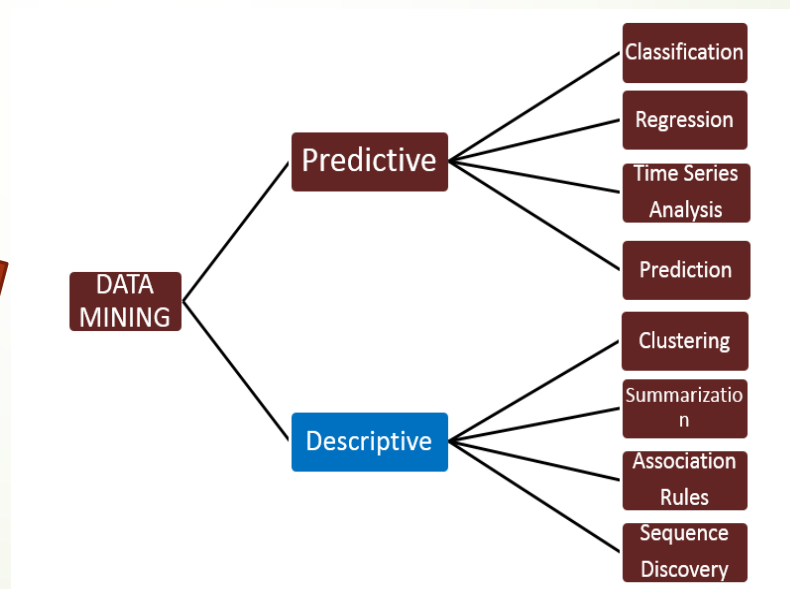 Classification
Regression
Predictive
Time Series
Analysis
Prediction
DATA
MINING
Clustering
Summarizatio
n
Descriptive
Association
Rules
Sequence
Discovery